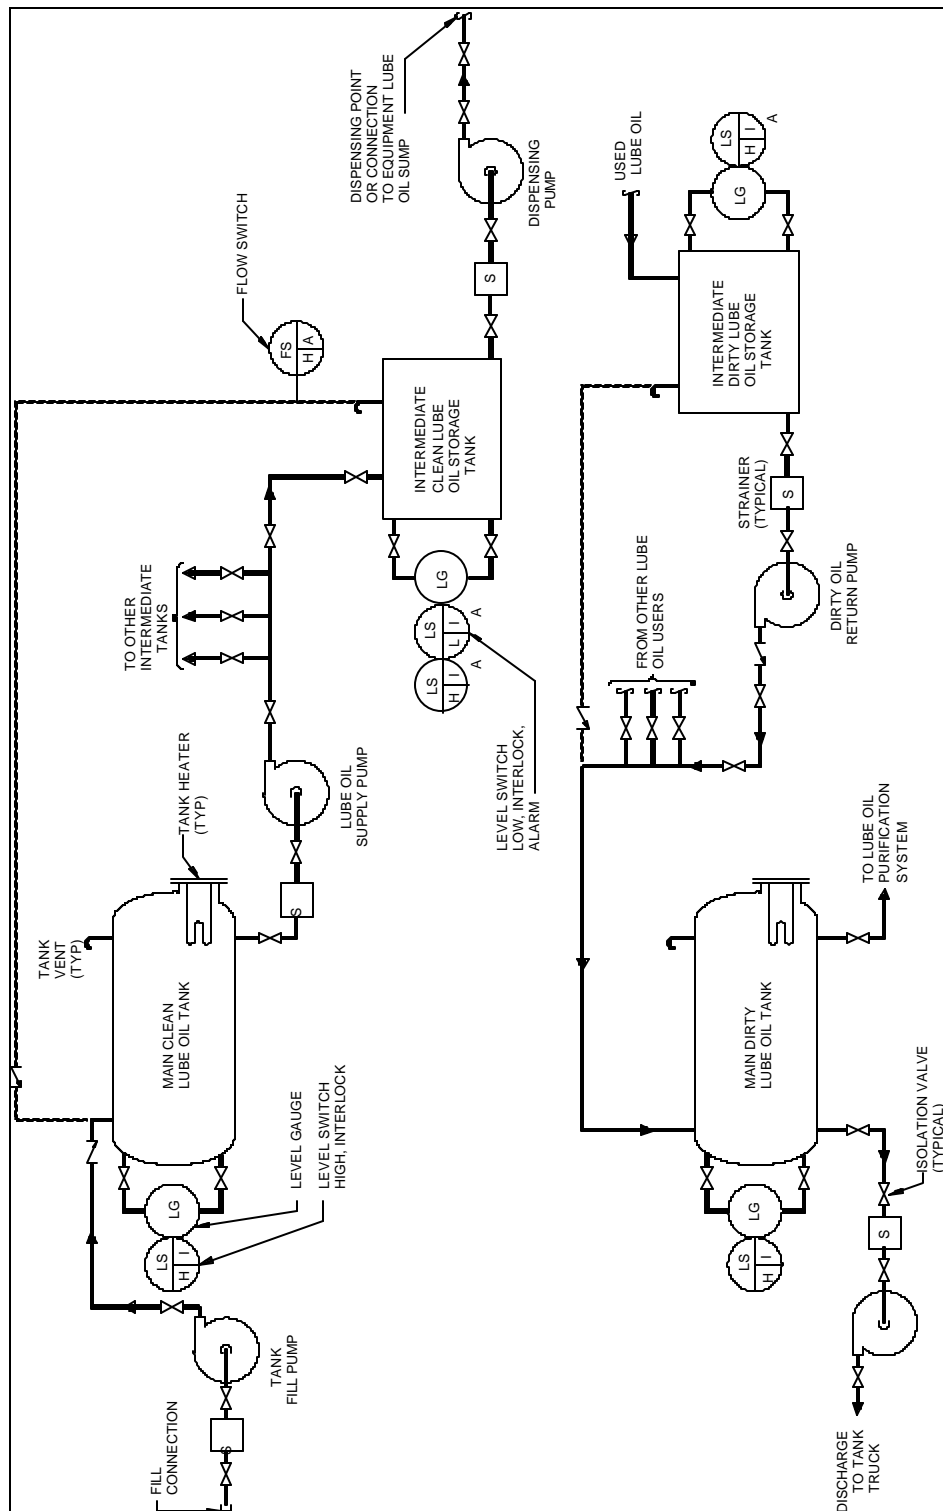 FILL
CONNECTION
S
TANK
FILL PUMP
LS
H
I
LG
LEVEL GAUGE
LEVEL SWITCH
HIGH, INTERLOCK
MAIN CLEAN
LUBE OIL TANK
TANK
VENT
(TYP)
TANK HEATER
(TYP)
S
LUBE OIL
SUPPLY PUMP
TO OTHER
INTERMEDIATE
TANKS
LS
H
I
A
LS
L
I
A
LG
LEVEL SWITCH
LOW, INTERLOCK,
ALARM
INTERMEDIATE
CLEAN LUBE
OIL STORAGE
TANK
FS
H
A
FLOW SWITCH
S
DISPENSING
PUMP
DISPENSING POINT
OR CONNECTION
TO EQUIPMENT LUBE
OIL SUMP
DISCHARGE
TO TANK
TRUCK
S
ISOLATION VALVE
(TYPICAL)
LS
H
I
LG
MAIN DIRTY
LUBE OIL TANK
TO LUBE OIL
PURIFICATION
SYSTEM
FROM OTHER LUBE
OIL USERS
DIRTY OIL
RETURN PUMP
S
STRAINER
(TYPICAL)
INTERMEDIATE
DIRTY LUBE
OIL STORAGE
TANK
USED
LUBE OIL
LG
LS
H
I
A